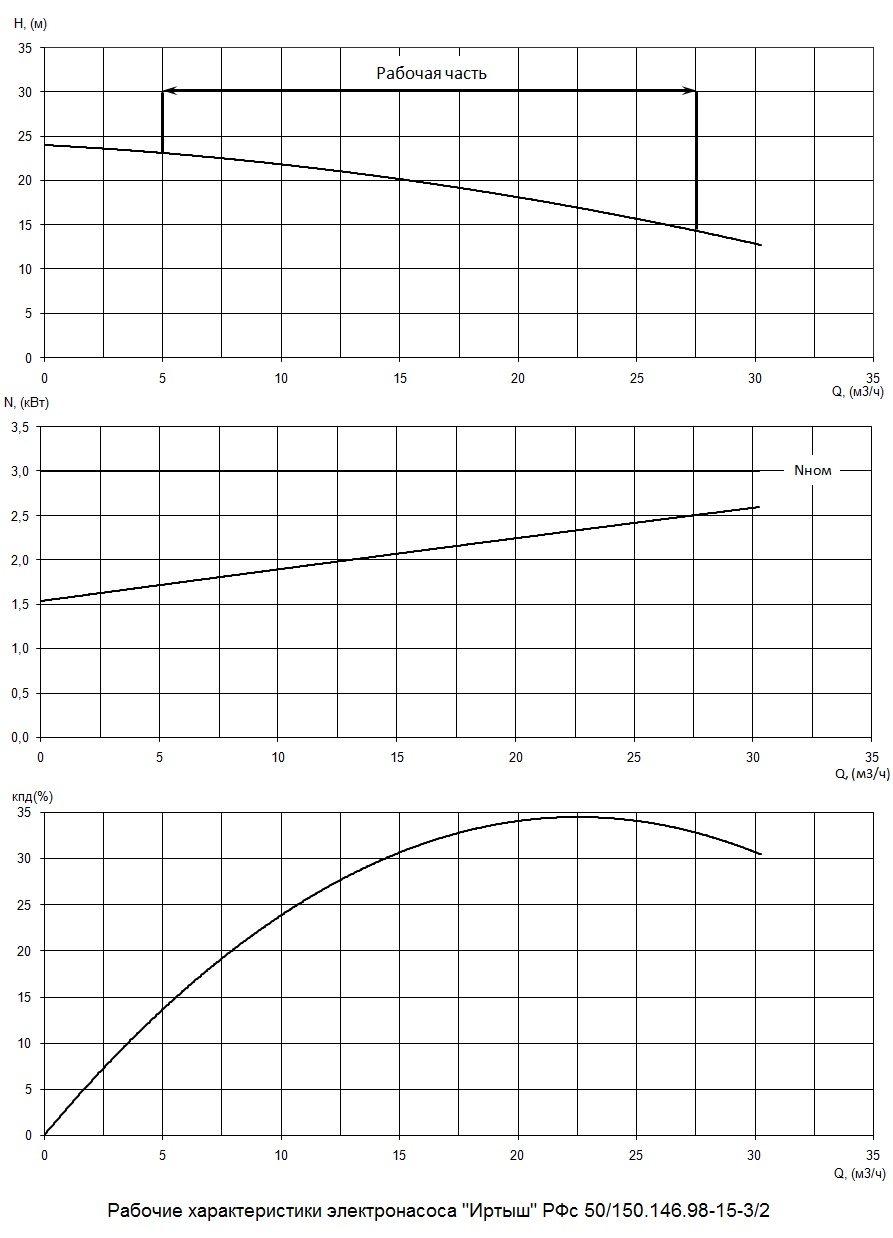 H, (м)
35
Рабочая часть
30
25
20
15
10
5
0
0 5 10 15 20 25 30 35
Q, (м3/ч)
N, (кВт)
3,5
3,0 Nном
2,5
2,0
1,5
1,0
0,5
0,0
0 5 10 15 20 25 30 35
Q, (м3/ч)
кпд(%)
35
30
25
20
15
10
5
0
0 5 10 15 20 25 30 35
Q, (м3/ч)
Рабочие характеристики электронасоса "Иртыш" РФс 50/150.146.98-15-3/2